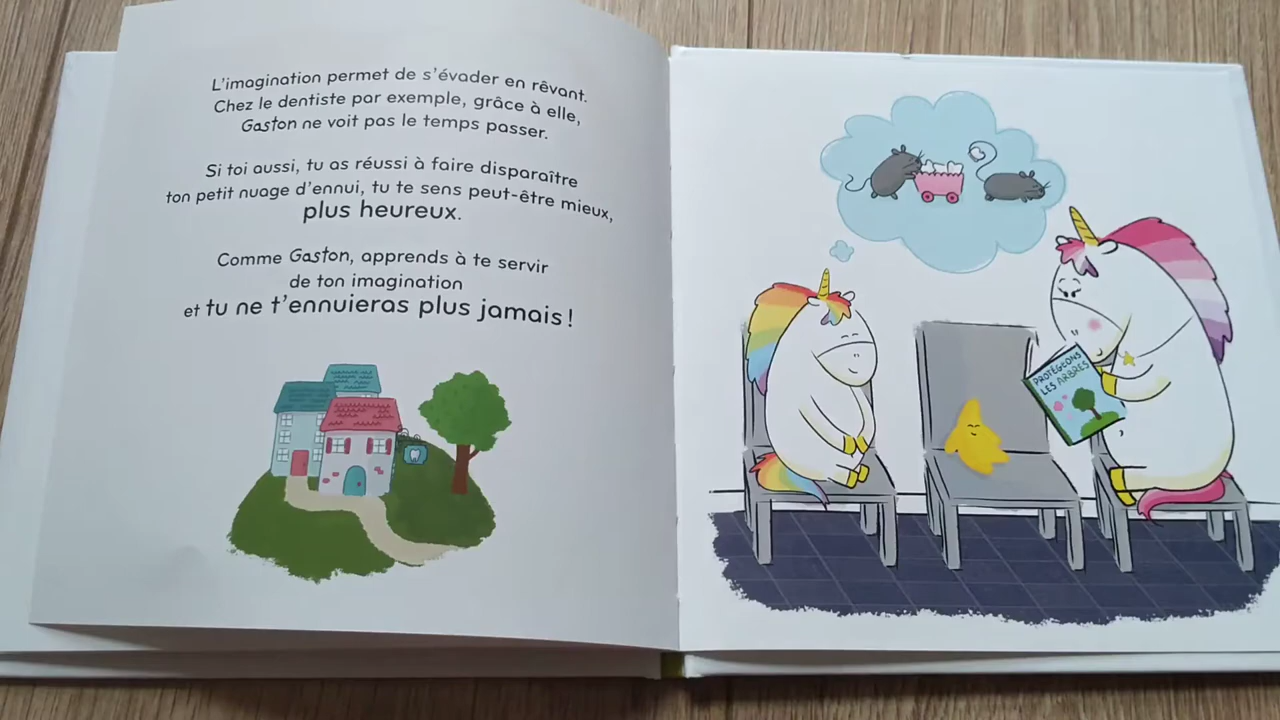 L'imagination permet de s'évader en rêvant.
Chez le dentiste par exemple, grâce à elle,
Gaston ne voit pas le temps passer.
Si toi aussi, tu as réussi à faire disparaître
ton petit nuage d'ennui, tu te sens peut-être mieux,
plus heureux.
Comme Gaston, apprends à te servir
de ton imagination
et tu ne t'ennuieras plus jamais !
PROTÉGEONS
LES ARBRES